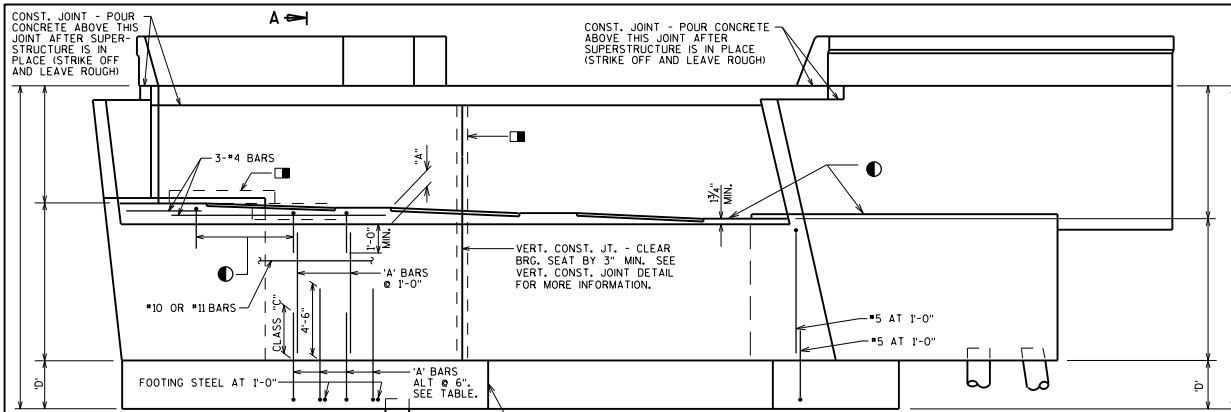 CONST. JOINT - POUR
CONCRETE ABOVE THIS
JOINT AFTER SUPER-
STRUCTURE IS IN
PLACE (STRIKE OFF
AND LEAVE ROUGH)
A
CONST. JOINT - POUR CONCRETE
ABOVE THIS JOINT AFTER
SUPERSTRUCTURE IS IN PLACE
(STRIKE OFF AND LEAVE ROUGH)
3-#4 BARS
"A"
1¾"
MIN.
1'-0"
MIN.
VERT. CONST. JT. - CLEAR
BRG. SEAT BY 3" MIN. SEE
VERT. CONST. JOINT DETAIL
FOR MORE INFORMATION.
'A' BARS
@ 1'-0"
#10 OR #11 BARS
CLASS "C"
4'-6"
#5 AT 1'-0"
#5 AT 1'-0"
FOOTING STEEL AT 1'-0"
'A' BARS
ALT @ 6".
SEE TABLE.
'D'
'D'